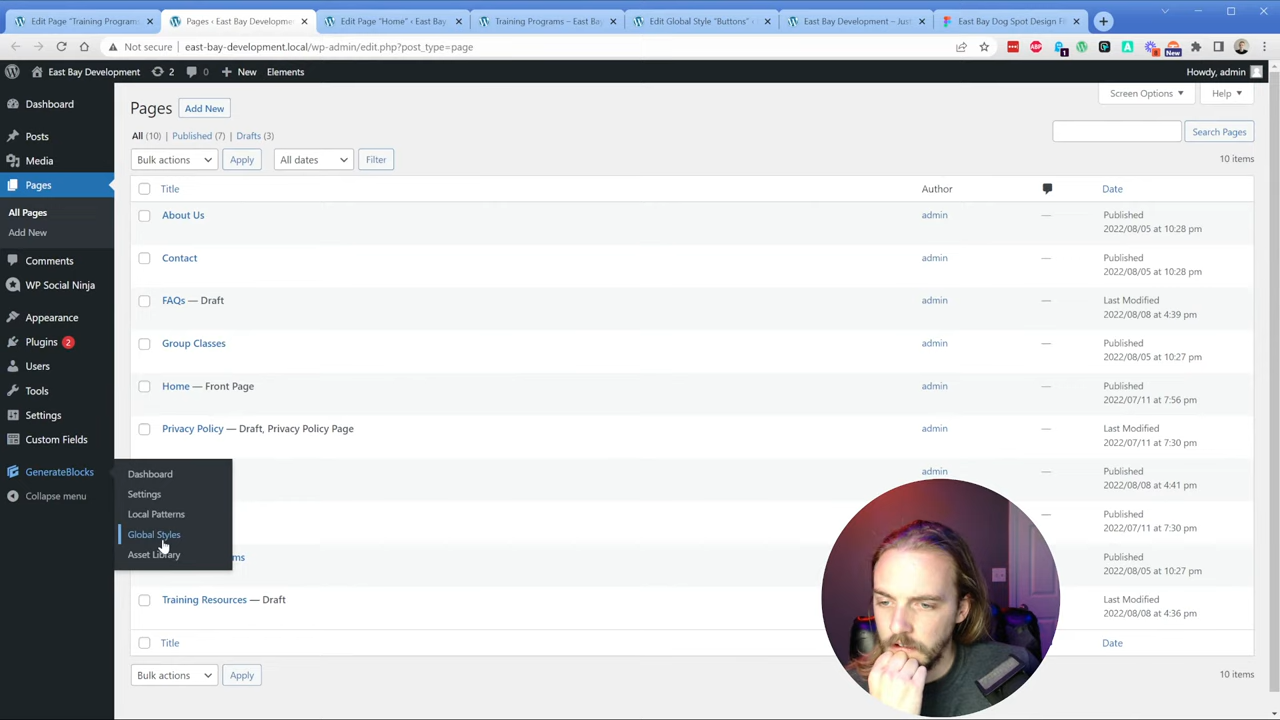 Edit Page "Training Programs
Pages ‹ East Bay Developme
Edit Page "Home" ‹ East Bay
Training Programs – East Bay
Edit Global Style "Buttons" ‹
East Bay Development – Just
East Bay Dog Spot Design F
Not secure
east-bay-development.local/wp-admin/edit.php?post_type=page
East Bay Development
2
0
New
Elements
Howdy, admin
Dashboard
Posts
Media
Pages
All Pages
Add New
Comments
WP Social Ninja
Appearance
Plugins 2
Users
Tools
Settings
Custom Fields
GenerateBlocks
Collapse menu
Dashboard
Settings
Local Patterns
Global Styles
Asset Library
Pages
Add New
Screen Options
Help
All (10) | Published (7) | Drafts (3)
Search Pages
Bulk actions
Apply
All dates
Filter
10 items
Title
Author
Date
About Us
admin
—
Published
2022/08/05 at 10:28 pm
Contact
admin
—
Published
2022/08/05 at 10:28 pm
FAQs — Draft
admin
—
Last Modified
2022/08/08 at 4:39 pm
Group Classes
admin
—
Published
2022/08/05 at 10:27 pm
Home — Front Page
admin
—
Published
2022/07/11 at 7:56 pm
Privacy Policy — Draft, Privacy Policy Page
admin
—
Last Modified
2022/07/11 at 7:30 pm
admin
—
Last Modified
2022/08/08 at 4:41 pm
—
Published
2022/07/11 at 7:30 pm
ms
Published
2022/08/05 at 10:27 pm
Training Resources — Draft
Last Modified
2022/08/08 at 4:36 pm
Title
Date
Bulk actions
Apply
10 items